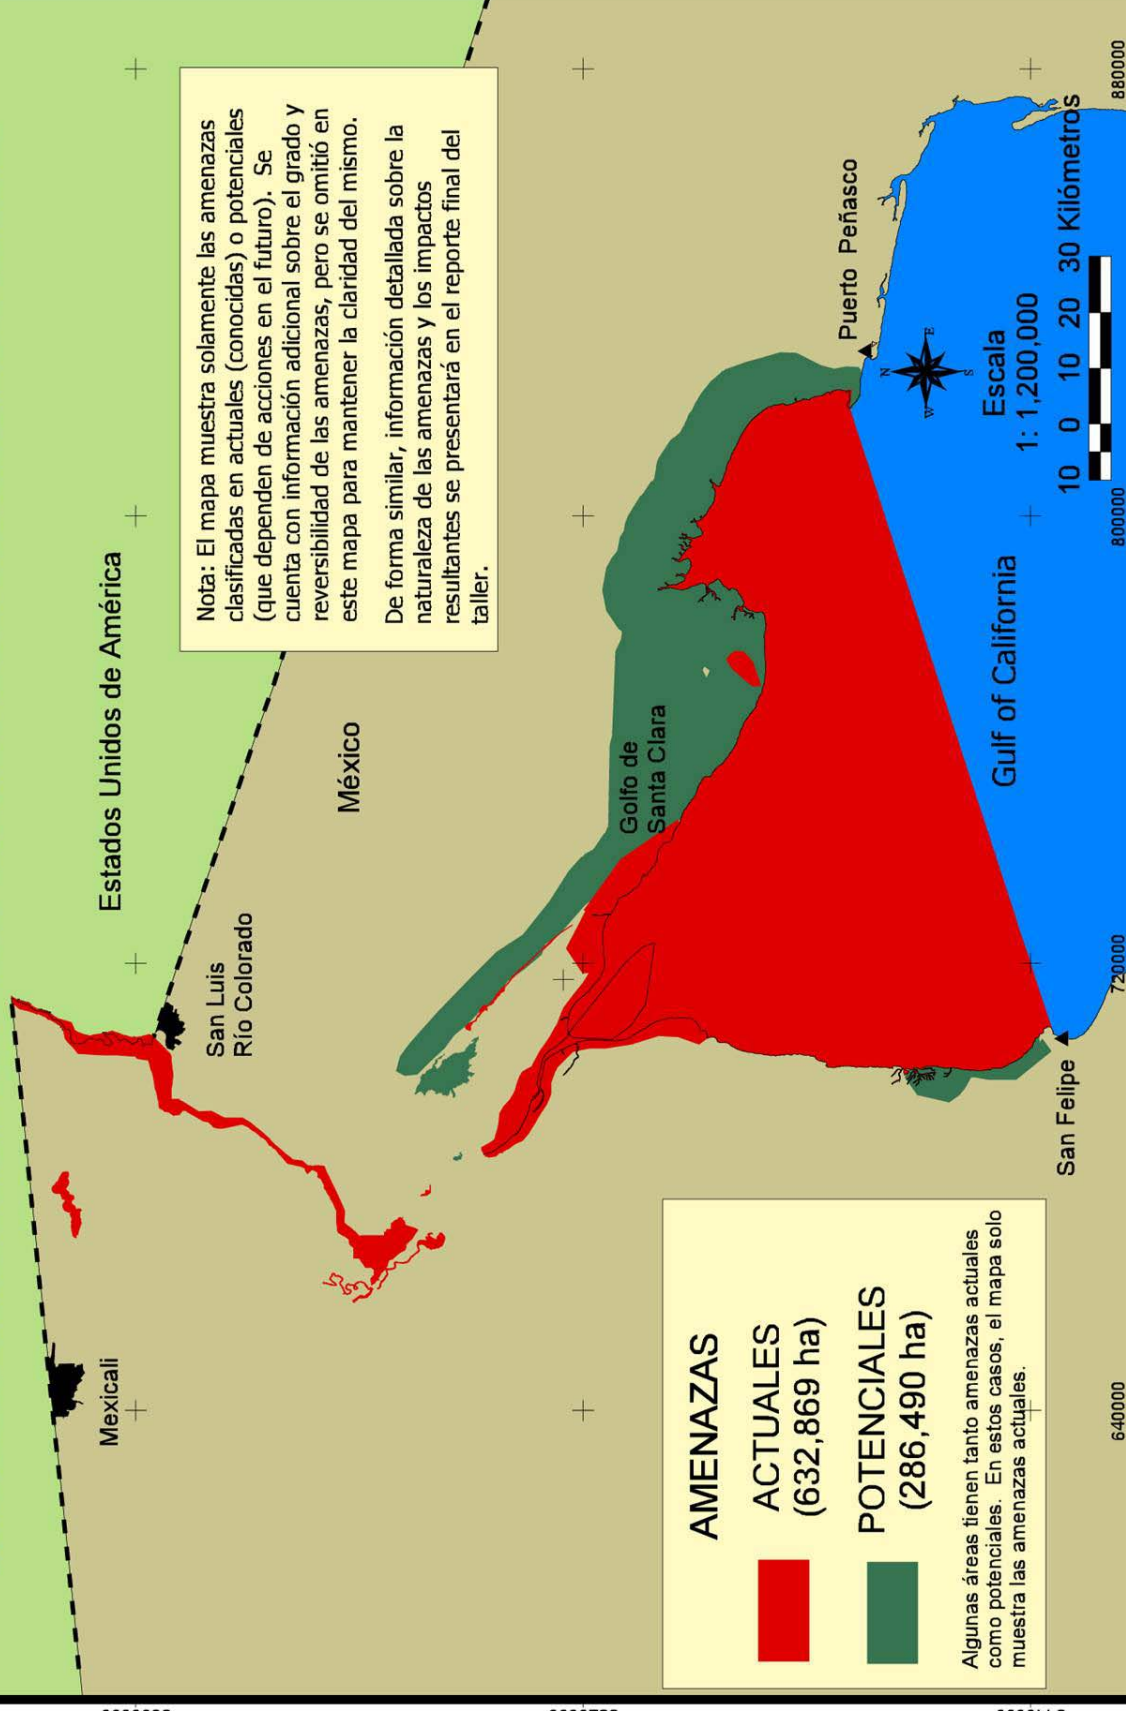 Estados Unidos de América
Nota: El mapa muestra solamente las amenazas
clasificadas en actuales (conocidas) o potenciales
(que dependen de acciones en el futuro). Se
cuenta con información adicional sobre el grado y
reversibilidad de las amenazas, pero se omitió en
este mapa para mantener la claridad del mismo.
De forma similar, información detallada sobre la
naturaleza de las amenazas y los impactos
resultantes se presentará en el reporte final del
taller.
Mexicali
San Luis
Río Colorado
México
Golfo de
Santa Clara
Puerto Peñasco
San Felipe
Gulf of California
N
W
E
S
Escala
1: 1,200,000
10 0 10 20 30 Kilómetros
AMENAZAS
ACTUALES
(632,869 ha)
POTENCIALES
(286,490 ha)
Algunas áreas tienen tanto amenazas actuales
como potenciales. En estos casos, el mapa solo
muestra las amenazas actuales.
640000
720000
800000
880000